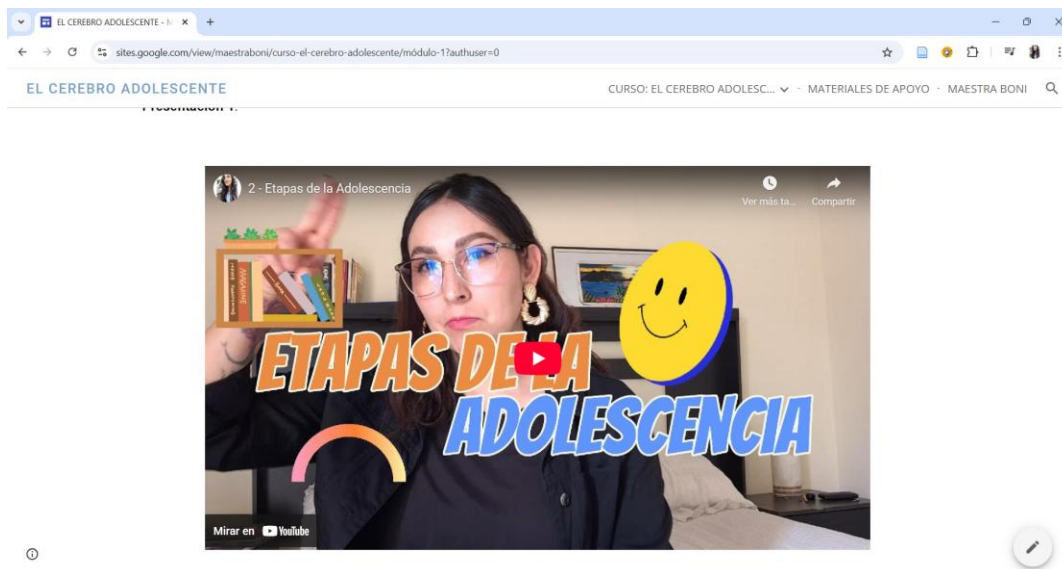 EL CEREBRO ADOLESCENTE - M
sites.google.com/view/maestraboni/curso-el-cerebro-adolescente/módulo-1?authuser=0
EL CEREBRO ADOLESCENTE
CURSO: EL CEREBRO ADOLESC... - MATERIALES DE APOYO - MAESTRA BONI
Presentación 1:
2 - Etapas de la Adolescencia
Ver más ta... Compartir
ETAPAS DE LA
ADOLESCENCIA
Mirar en YouTube